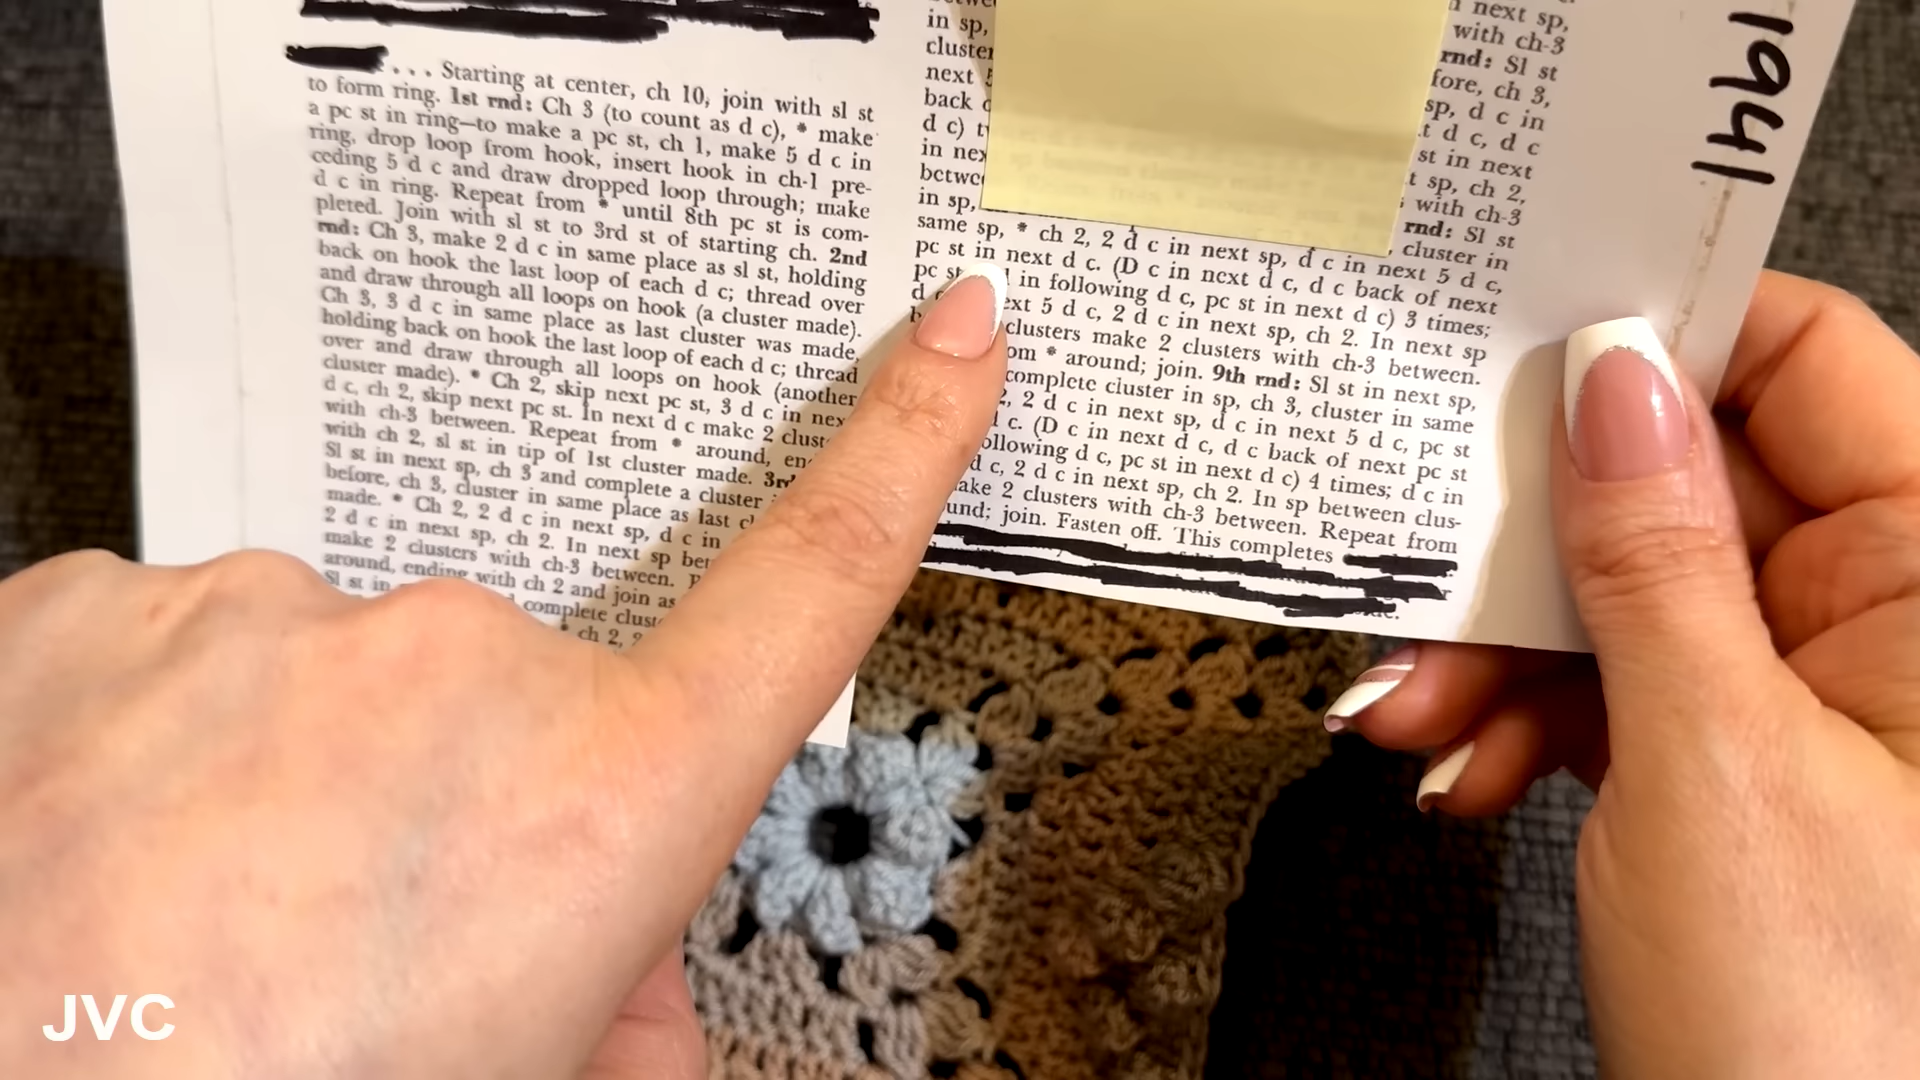 ... Starting at center, ch 10, join with sl st
to form ring. 1st rnd: Ch 3 (to count as d c), * make
a pc st in ring—to make a pc st, ch 1, make 5 d c in
ring, drop loop from hook, insert hook in ch-1 pre-
ceding 5 d c and draw dropped loop through; make
d c in ring. Repeat from * until 8th pc st is com-
pleted. Join with sl st to 3rd st of starting ch. 2nd
rnd: Ch 3, make 2 d c in same place as sl st, holding
back on hook the last loop of each d c; thread over
and draw through all loops on hook (a cluster made).
Ch 3, 3 d c in same place as last cluster was made,
holding back on hook the last loop of each d c; thread
over and draw through all loops on hook (another
cluster made). * Ch 2, skip next pc st, 3 d c in
d c, ch 2, skip next pc st. In next d c make 2
with ch-3 between. Repeat from * around,
with ch 2, sl st in tip of 1st cluster made. 3rd
Sl st in next sp, ch 3 and complete a cluster
before, ch 3, cluster in same place as last
made. * Ch 2, 2 d c in next sp, d c in
2 d c in next sp, ch 2. In next sp
make 2 clusters with ch-3 between.
around, ending with ch 2 and join as
Sl st in complete
* ch 2,
in sp,
cluster
next 5
back
d c)
in
in sp,
same sp, * ch 2, 2 d c in next sp, d c in next 5 d c,
pc st in next d c. (D c in next d c, d c back of next
pc st in following d c, pc st in next d c) 3 times;
d next 5 d c, 2 d c in next sp, ch 2. In next sp
clusters make 2 clusters with ch-3 between.
* around; join. 9th rnd: Sl st in next sp,
complete cluster in sp, ch 3, cluster in same
2, 2 d c in next sp, d c in next 5 d c, pc st
c. (D c in next d c, d c back of next pc st
following d c, pc st in next d c) 4 times; d c in
d c, 2 d c in next sp, ch 2. In sp between clus-
make 2 clusters with ch-3 between. Repeat from
join. Fasten off. This completes
next sp,
with ch-3
rnd: Sl st
ch 3,
sp, d c in
d c, d c
st in next
sp, ch 2,
with ch-3
rnd: Sl st
cluster in
1941
JVC